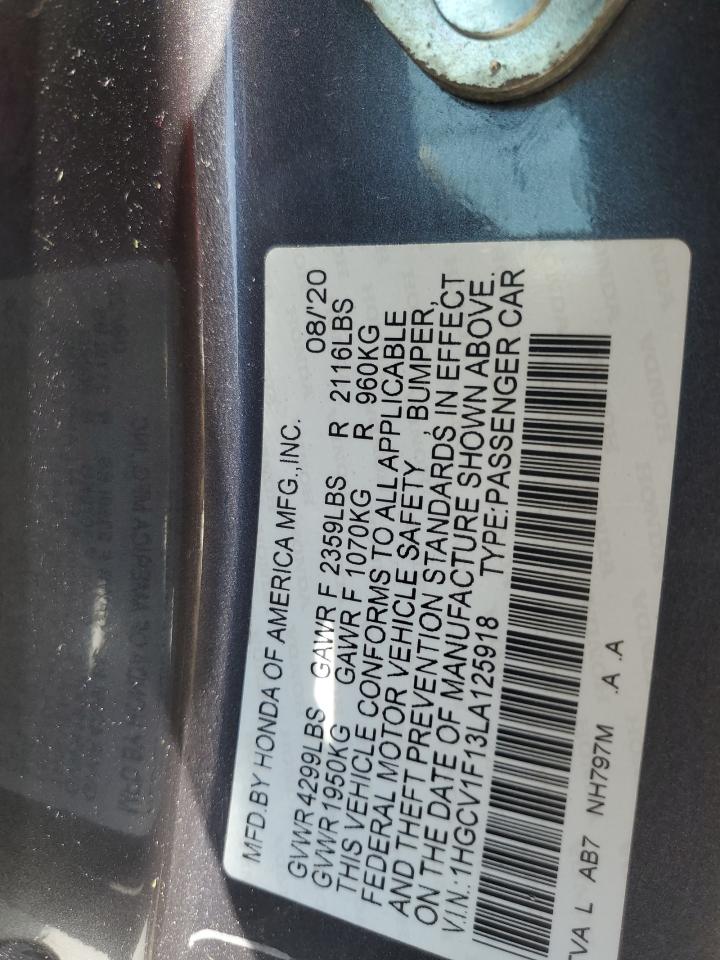 MFD.BY HONDA OF AMERICA MFG.,INC. 08/'20
GVWR 4299LBS GAWR F 2359LBS R 2116LBS
GVWR 1950KG GAWR F 1070KG R 960KG
THIS VEHICLE CONFORMS TO ALL APPLICABLE
FEDERAL MOTOR VEHICLE SAFETY, BUMPER,
AND THEFT PREVENTION STANDARDS IN EFFECT
ON THE DATE OF MANUFACTURE SHOWN ABOVE.
V.I.N.:1HGCV1F13LA125918 TYPE:PASSENGER CAR
TVA L AB7 NH797M .A .A
HONDA